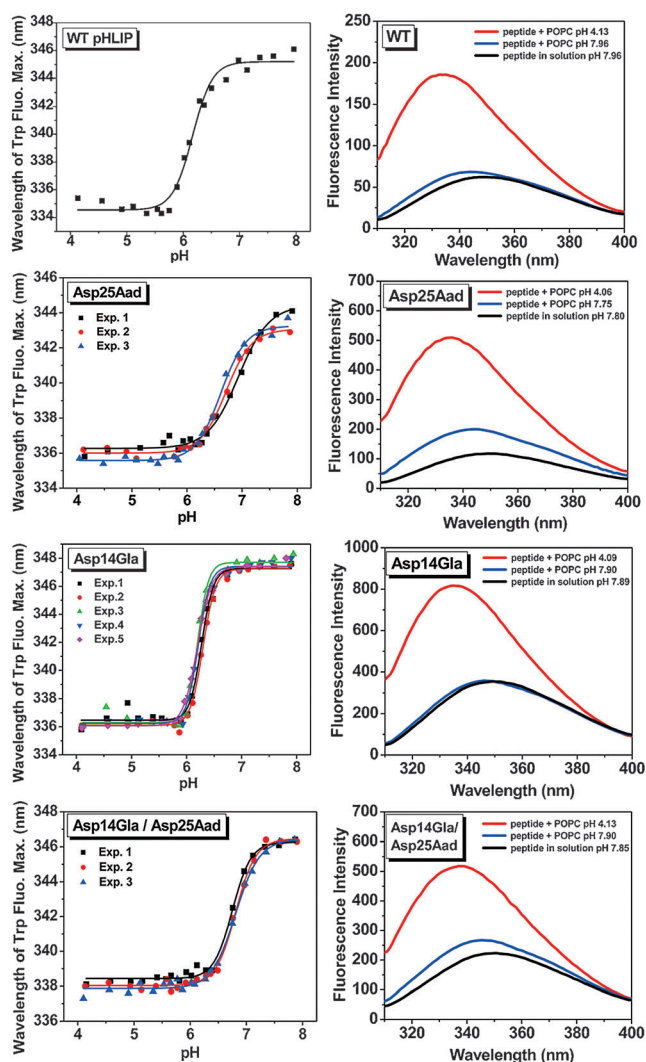 WT pHLIP
Wavelength of Trp Fluo. Max. (nm)
348
346
344
342
340
338
336
334
4 5 6 7 8
pH
WT
peptide + POPC pH 4.13
peptide + POPC pH 7.96
peptide in solution pH 7.96
Fluorescence Intensity
250
200
150
100
50
0
320 340 360 380 400
Wavelength (nm)
Asp25Aad
Exp. 1
Exp. 2
Exp. 3
Wavelength of Trp Fluo. Max. (nm)
346
344
342
340
338
336
334
4 5 6 7 8
pH
Asp25Aad
peptide + POPC pH 4.06
peptide + POPC pH 7.75
peptide in solution pH 7.80
Fluorescence Intensity
700
600
500
400
300
200
100
0
320 340 360 380 400
Wavelength (nm)
Asp14Gla
Exp.1
Exp.2
Exp.3
Exp.4
Exp.5
Wavelength of Trp Fluo. Max. (nm)
348
346
344
342
340
338
336
334
4 5 6 7 8
pH
Asp14Gla
peptide + POPC pH 4.09
peptide + POPC pH 7.90
peptide in solution pH 7.89
Fluorescence Intensity
1000
800
600
400
200
0
320 340 360 380 400
Wavelength (nm)
Asp14Gla / Asp25Aad
Exp. 1
Exp. 2
Exp. 3
Wavelength of Trp Fluo. Max. (nm)
348
346
344
342
340
338
336
4 5 6 7 8
pH
Asp14Gla/
Asp25Aad
peptide + POPC pH 4.13
peptide + POPC pH 7.90
peptide in solution pH 7.85
Fluorescence Intensity
700
600
500
400
300
200
100
0
320 340 360 380 400
Wavelength (nm)